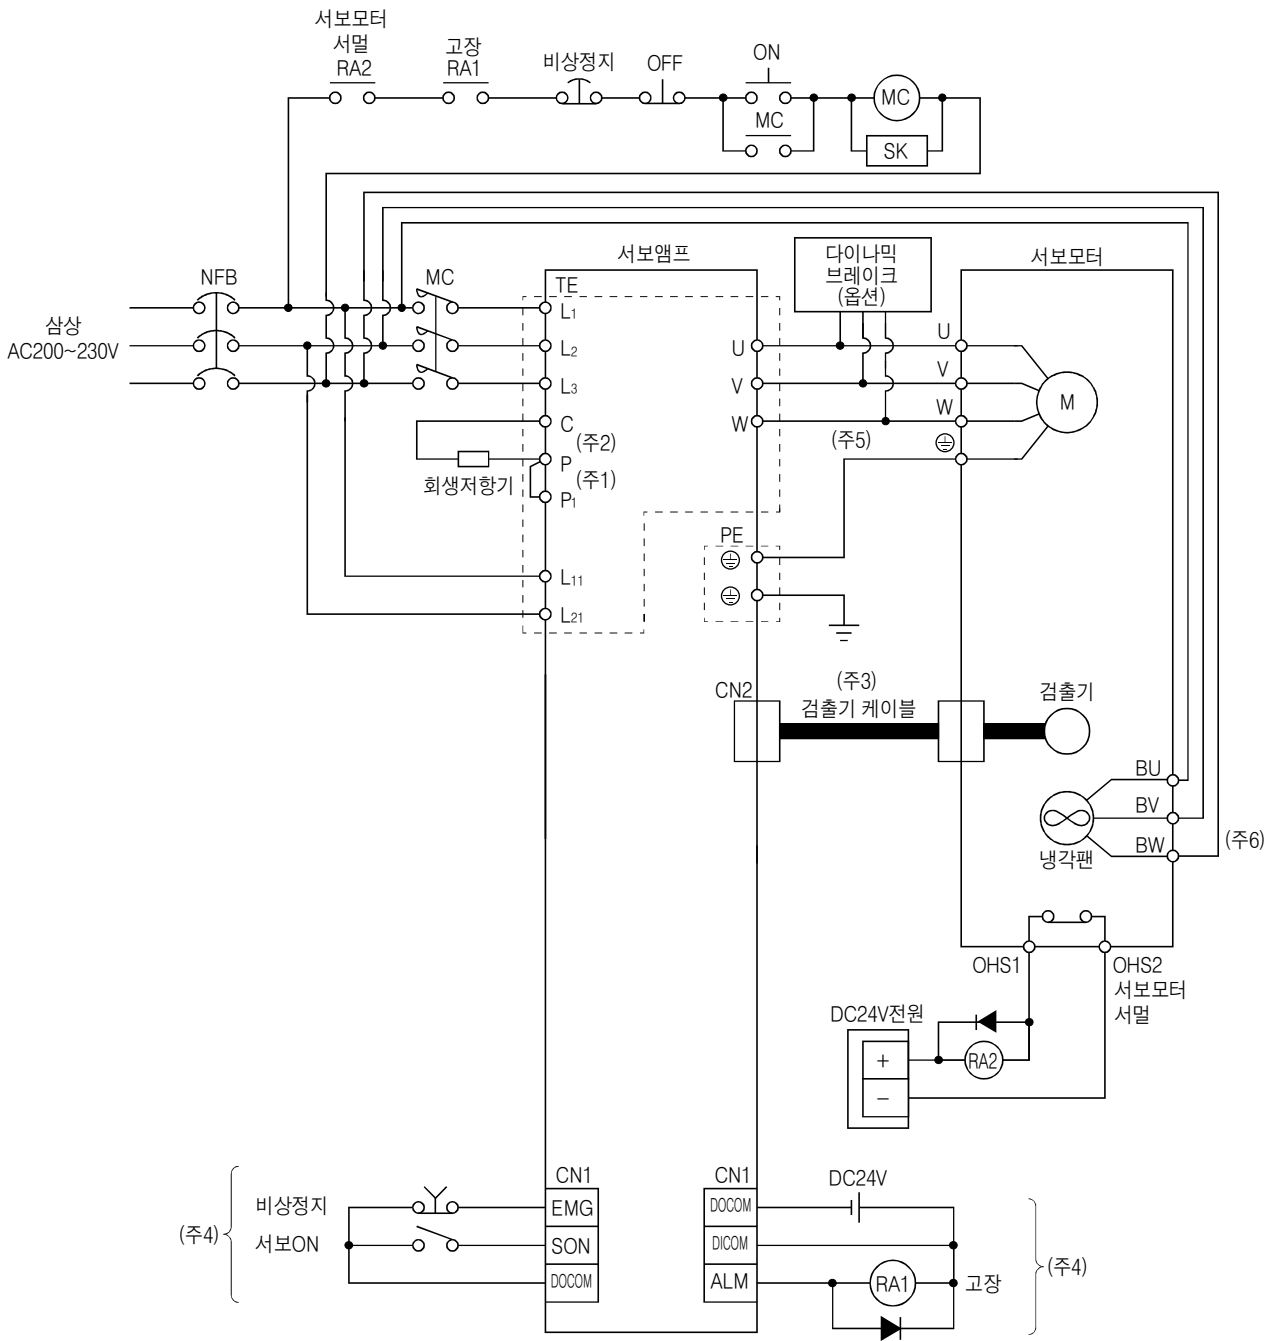 서보모터
서멀
RA2
고장
RA1
비상정지
OFF
ON
MC
MC
SK
NFB
MC
서보앰프
다이나믹
브레이크
(옵션)
서보모터
삼상
AC200~230V
TE
L1
L2
L3
C
(주2)
P
(주1)
P1
회생저항기
L11
L21
U
V
W
U
V
W
(주5)
M
PE
CN2
(주3)
검출기 케이블
검출기
BU
BV
BW
(주6)
냉각팬
OHS1
OHS2
서보모터
서멀
DC24V전원
+
−
RA2
CN1
EMG
SON
DOCOM
비상정지
서보ON
(주4)
CN1
DOCOM
DICOM
ALM
DC24V
RA1
고장
(주4)